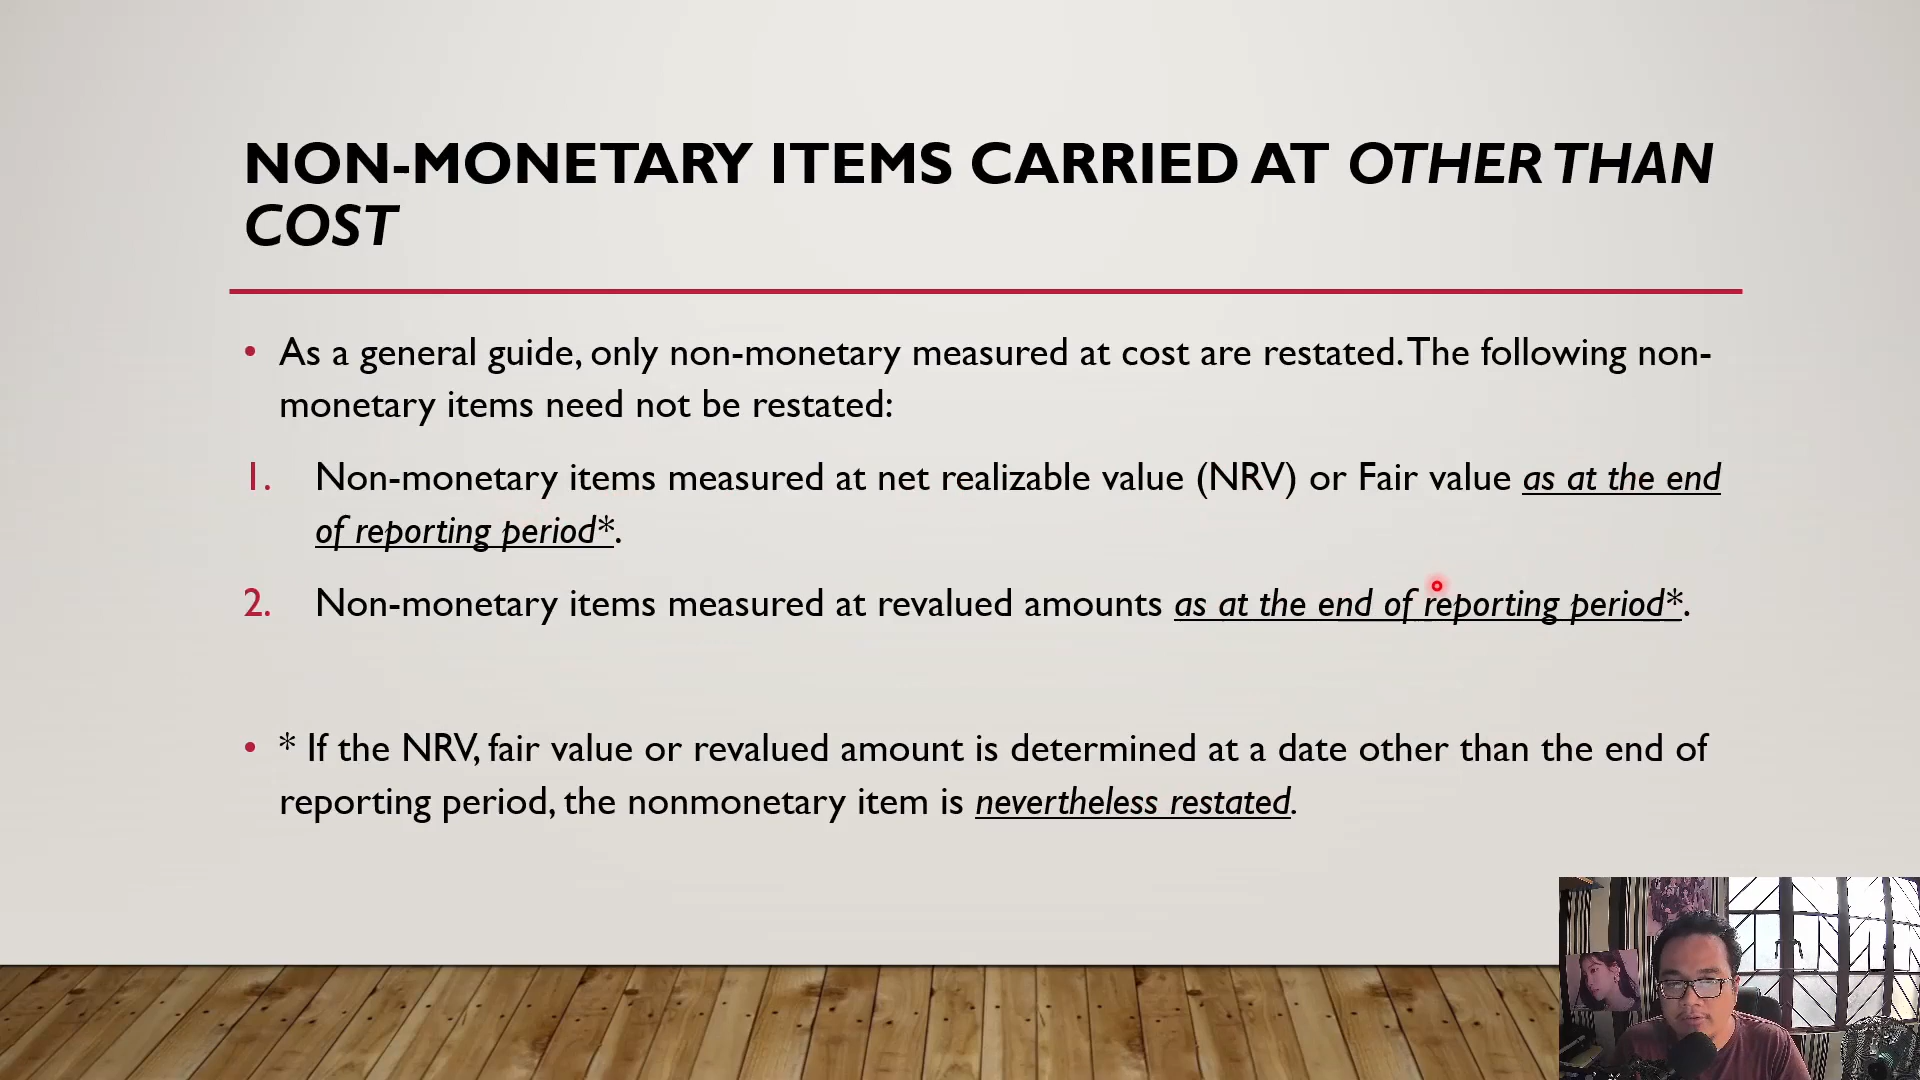 NON-MONETARY ITEMS CARRIED AT OTHER THAN
COST
• As a general guide, only non-monetary measured at cost are restated. The following non-
monetary items need not be restated:
1. Non-monetary items measured at net realizable value (NRV) or Fair value as at the end
of reporting period*.
2. Non-monetary items measured at revalued amounts as at the end of reporting period*.
• * If the NRV, fair value or revalued amount is determined at a date other than the end of
reporting period, the nonmonetary item is nevertheless restated.